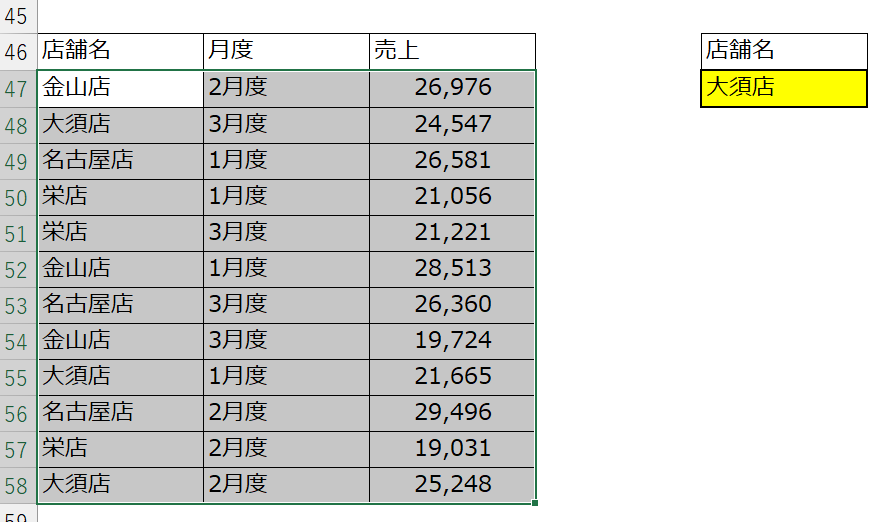 45
46 店舗名 月度 売上 店舗名
47 金山店 2月度 26,976 大須店
48 大須店 3月度 24,547
49 名古屋店 1月度 26,581
50 栄店 1月度 21,056
51 栄店 3月度 21,221
52 金山店 1月度 28,513
53 名古屋店 3月度 26,360
54 金山店 3月度 19,724
55 大須店 1月度 21,665
56 名古屋店 2月度 29,496
57 栄店 2月度 19,031
58 大須店 2月度 25,248
59